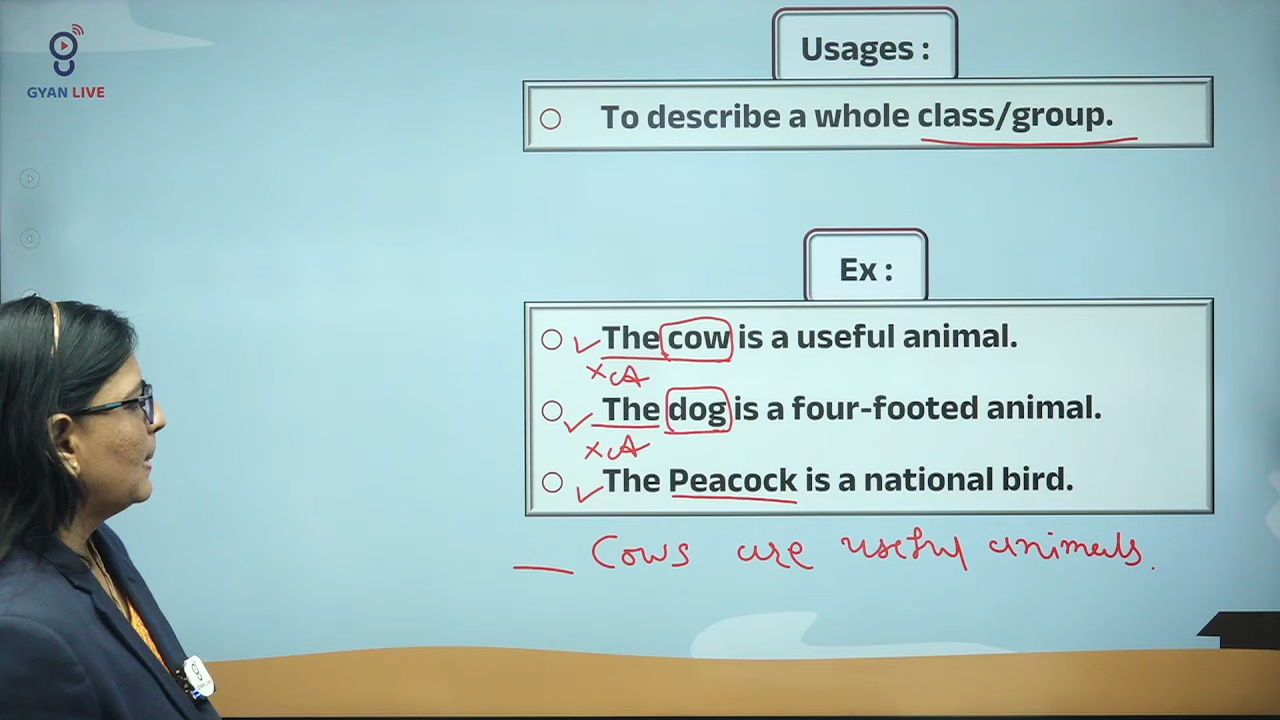 GYAN LIVE
Usages :
To describe a whole class/group.
Ex :
The cow is a useful animal.
× A
The dog is a four-footed animal.
× A
The Peacock is a national bird.
Cows are useful animals.